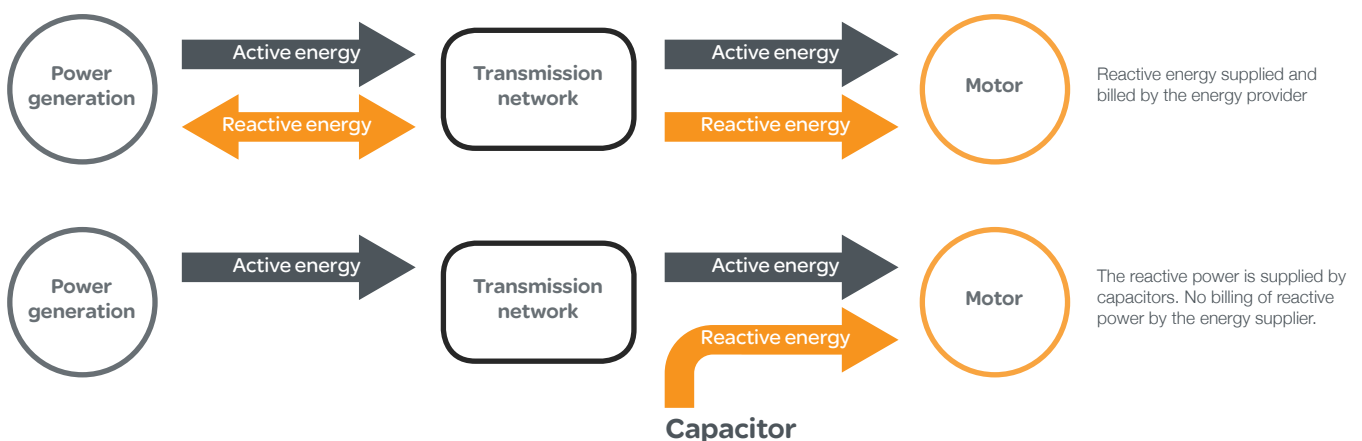 Power
generation
Active energy
Reactive energy
Transmission
network
Active energy
Reactive energy
Motor
Reactive energy supplied and
billed by the energy provider
Power
generation
Active energy
Transmission
network
Active energy
Reactive energy
Capacitor
Motor
The reactive power is supplied by
capacitors. No billing of reactive
power by the energy supplier.